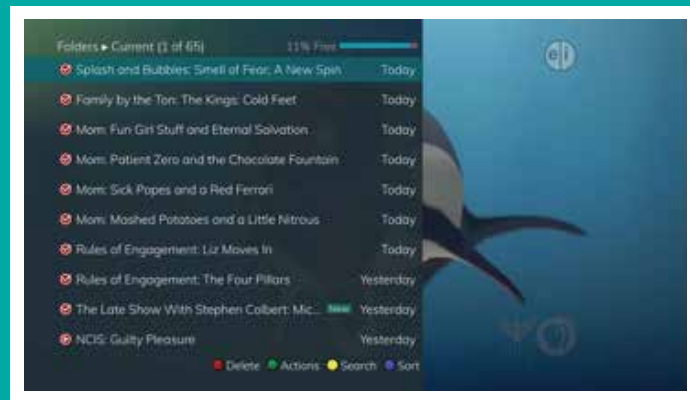 Folders ▸ Current (1 of 65) 11% Free
Splash and Bubbles: Smell of Fear; A New Spin Today
Family by the Ton: The Kings: Cold Feet Today
Mom: Fun Girl Stuff and Eternal Salvation Today
Mom: Patient Zero and the Chocolate Fountain Today
Mom: Sick Popes and a Red Ferrari Today
Mom: Mashed Potatoes and a Little Nitrous Today
Rules of Engagement: Liz Moves In Today
Rules of Engagement: The Four Pillars Yesterday
The Late Show With Stephen Colbert: Mic... New Yesterday
NCIS: Guilty Pleasure Yesterday
Delete Actions Search Sort
e/i